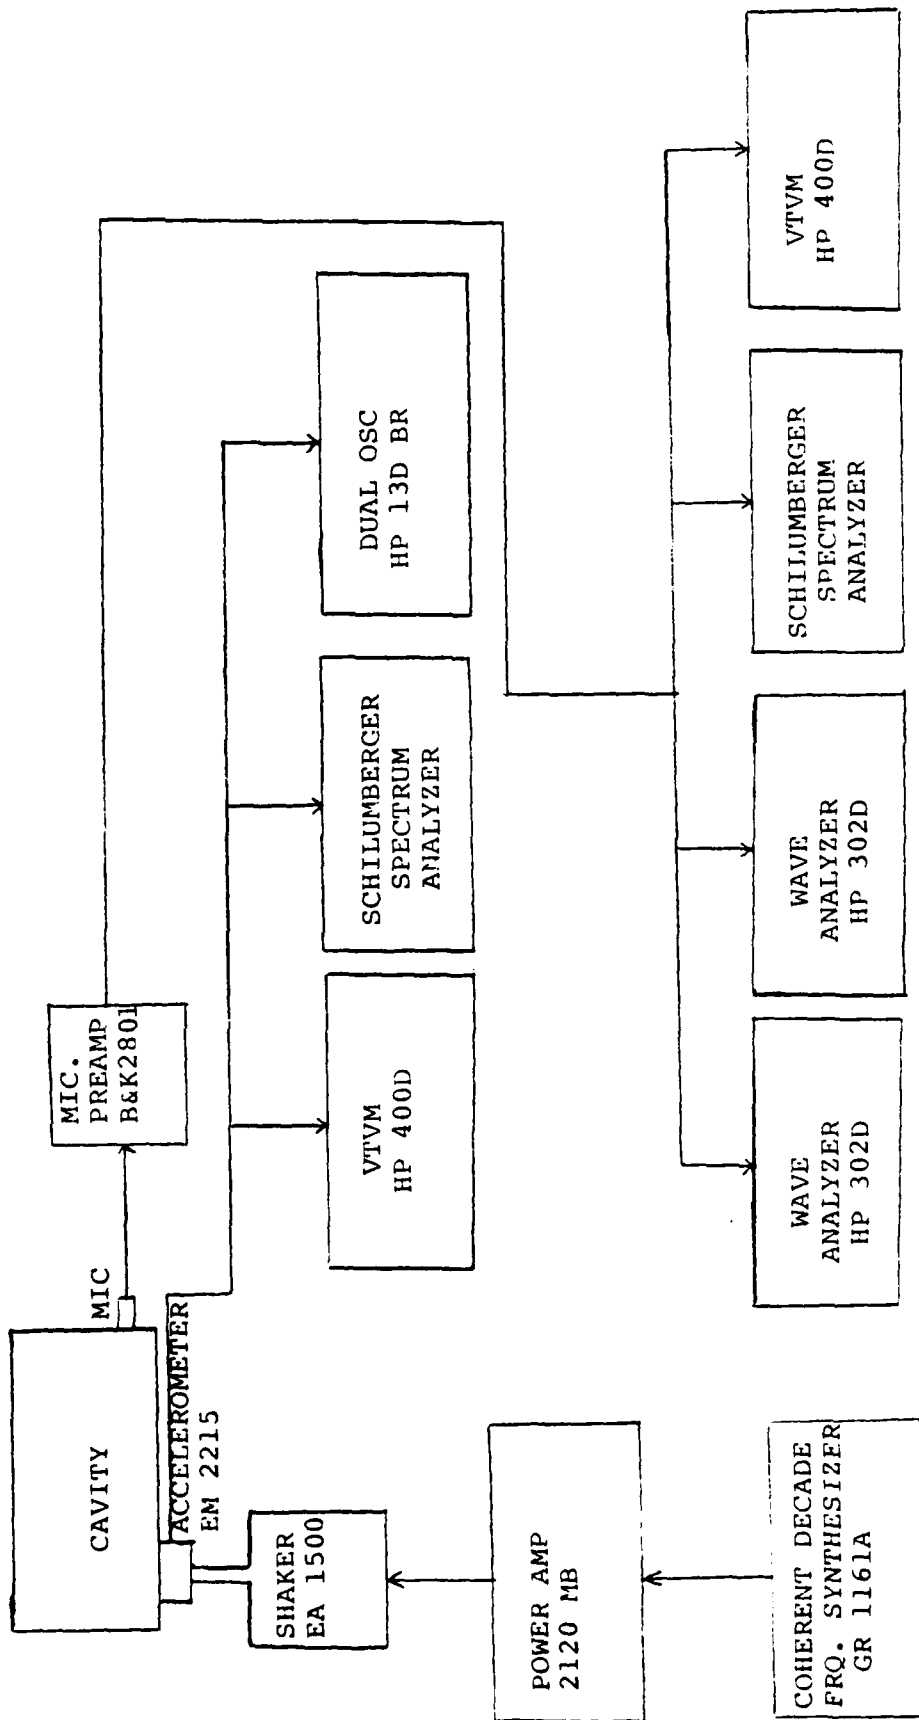 CAVITY
MIC
MIC.
PREAMP
B&K2801
ACCELEROMETER
EM 2215
SHAKER
EA 1500
POWER AMP
2120 MB
COHERENT DECADE
FRQ. SYNTHESIZER
GR 1161A
VTVM
HP 400D
SCHILUMBERGER
SPECTRUM
ANALYZER
DUAL OSC
HP 13D BR
WAVE
ANALYZER
HP 302D
WAVE
ANALYZER
HP 302D
SCHILUMBERGER
SPECTRUM
ANALYZER
VTVM
HP 400D